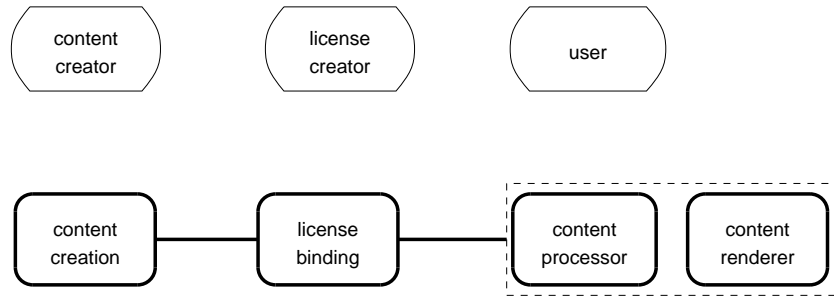 content
creator
license
creator
user
content
creation
license
binding
content
processor
content
renderer